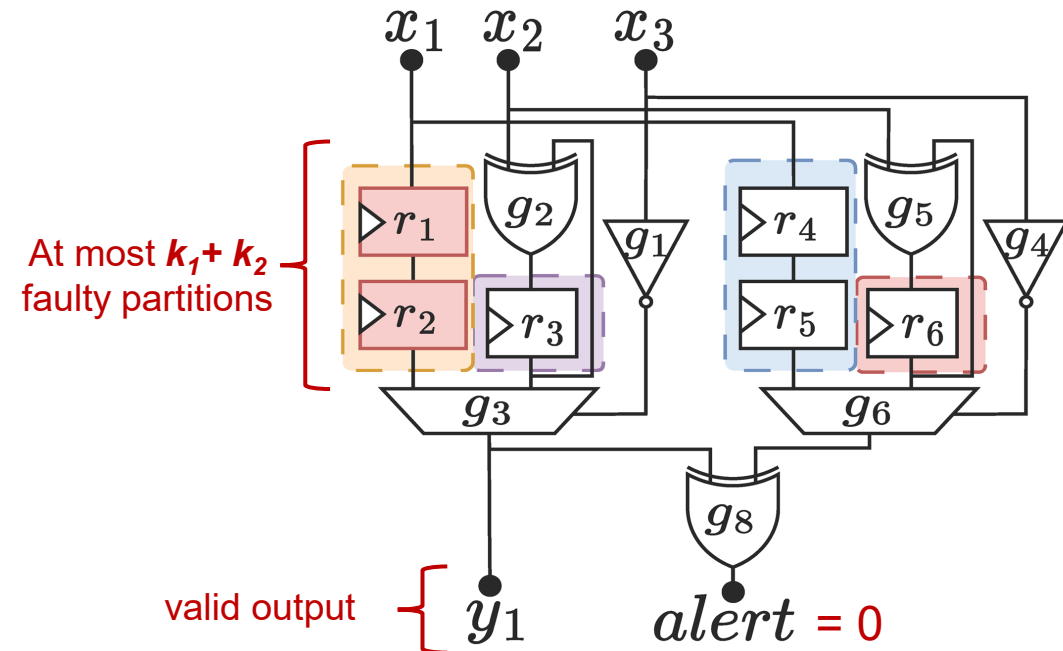 x₁ x₂ x₃
g₂ g₅
r₁ r₄
g₁ g₄
At most k₁+ k₂
faulty partitions
r₂ r₃ r₅ r₆
g₃ g₆
g₈
valid output
y₁ alert = 0